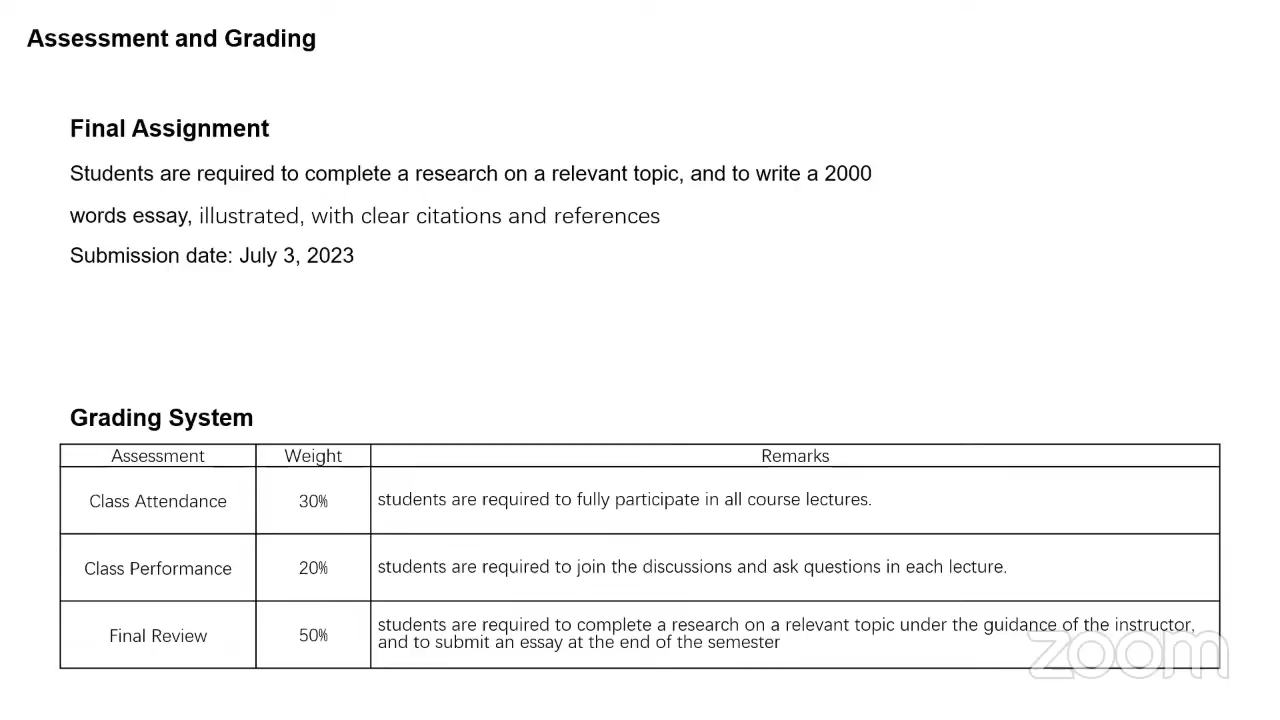 Assessment and Grading
Final Assignment
Students are required to complete a research on a relevant topic, and to write a 2000
words essay, illustrated, with clear citations and references
Submission date: July 3, 2023
Grading System
Assessment Weight Remarks
Class Attendance 30% students are required to fully participate in all course lectures.
Class Performance 20% students are required to join the discussions and ask questions in each lecture.
Final Review 50% students are required to complete a research on a relevant topic under the guidance of the instructor,
and to submit an essay at the end of the semester
zoom